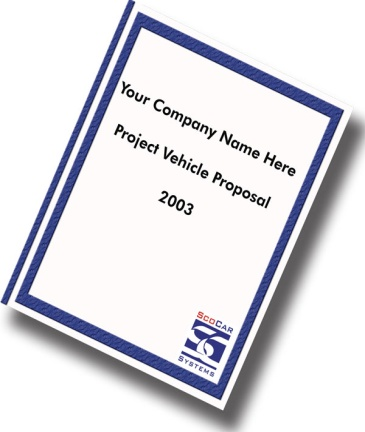 Your Company Name Here
Project Vehicle Proposal
2003
ScoCar
Systems